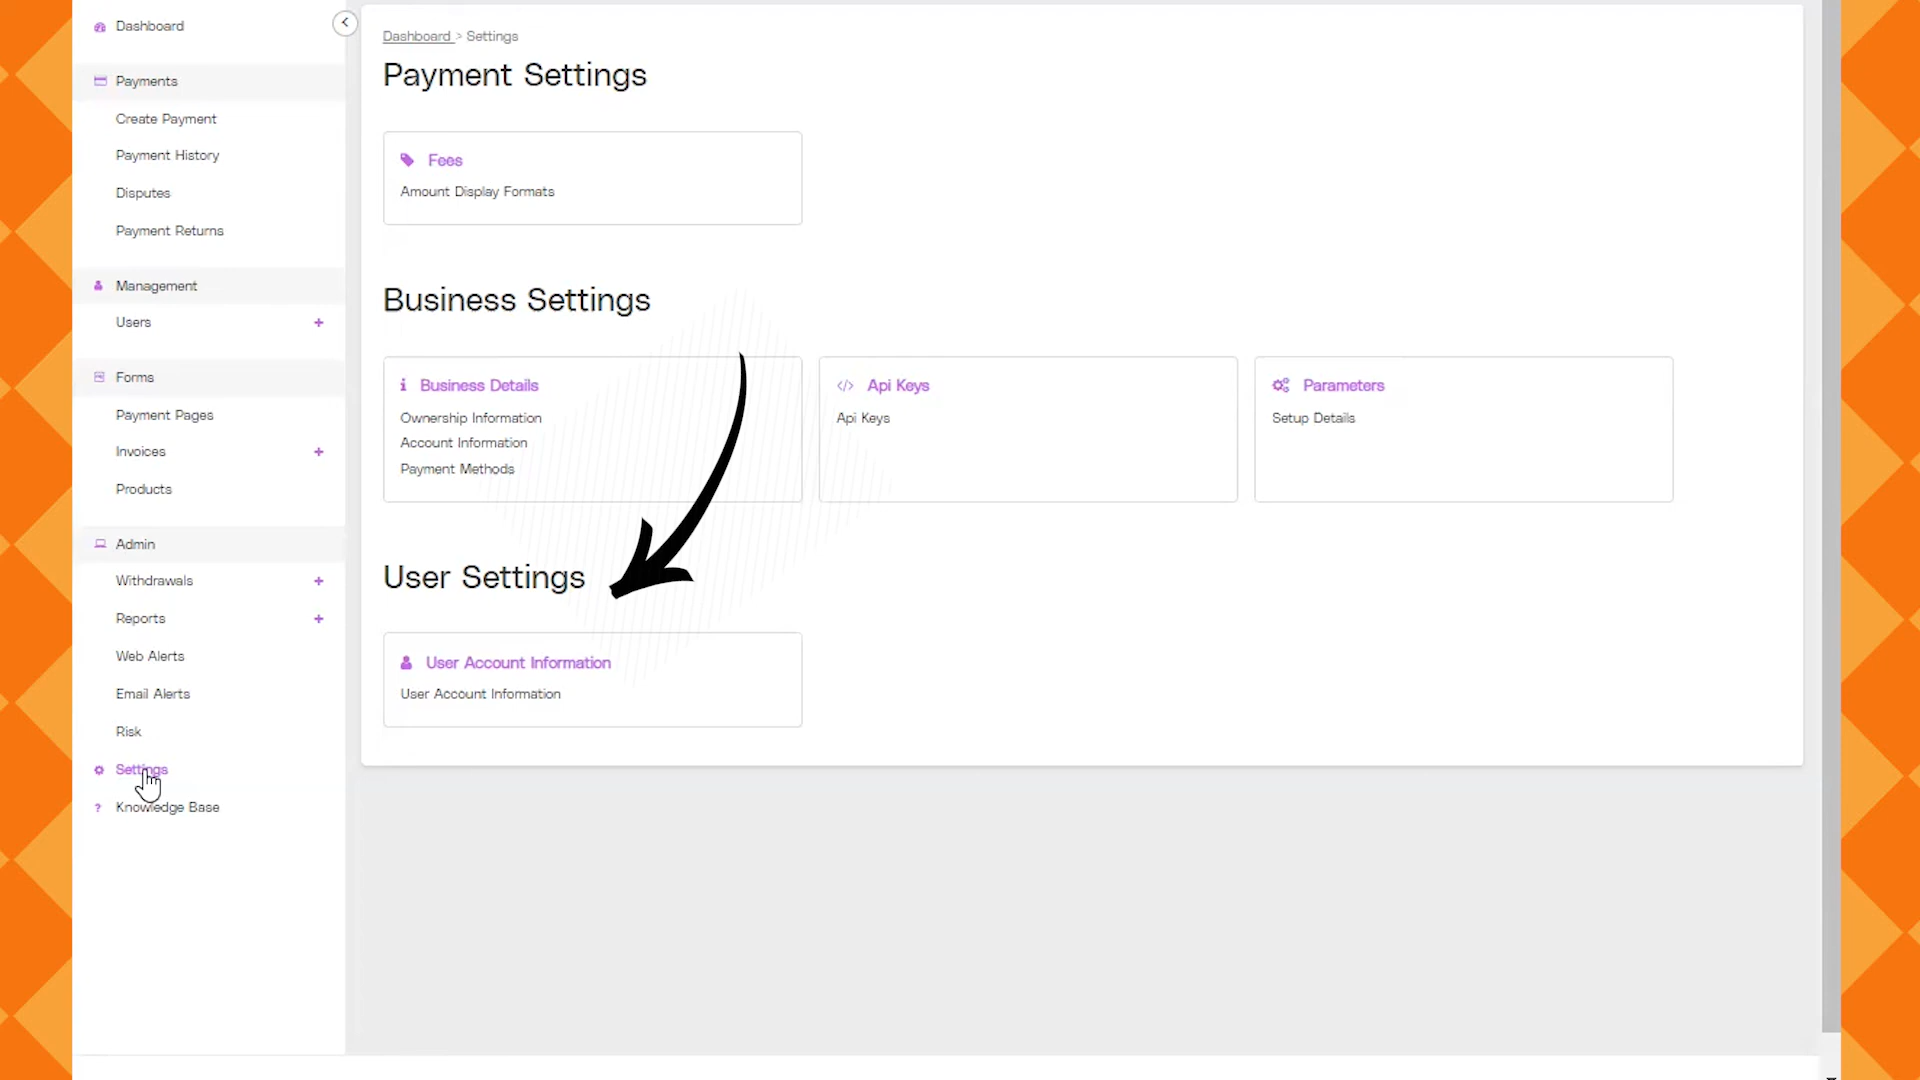 Dashboard
Payments
Create Payment
Payment History
Disputes
Payment Returns
Management
Users +
Forms
Payment Pages
Invoices +
Products
Admin
Withdrawals +
Reports +
Web Alerts
Email Alerts
Risk
Settings
? Knowledge Base
Dashboard > Settings
Payment Settings
Fees
Amount Display Formats
Business Settings
i Business Details
Ownership Information
Account Information
Payment Methods
</> Api Keys
Api Keys
Parameters
Setup Details
User Settings
User Account Information
User Account Information